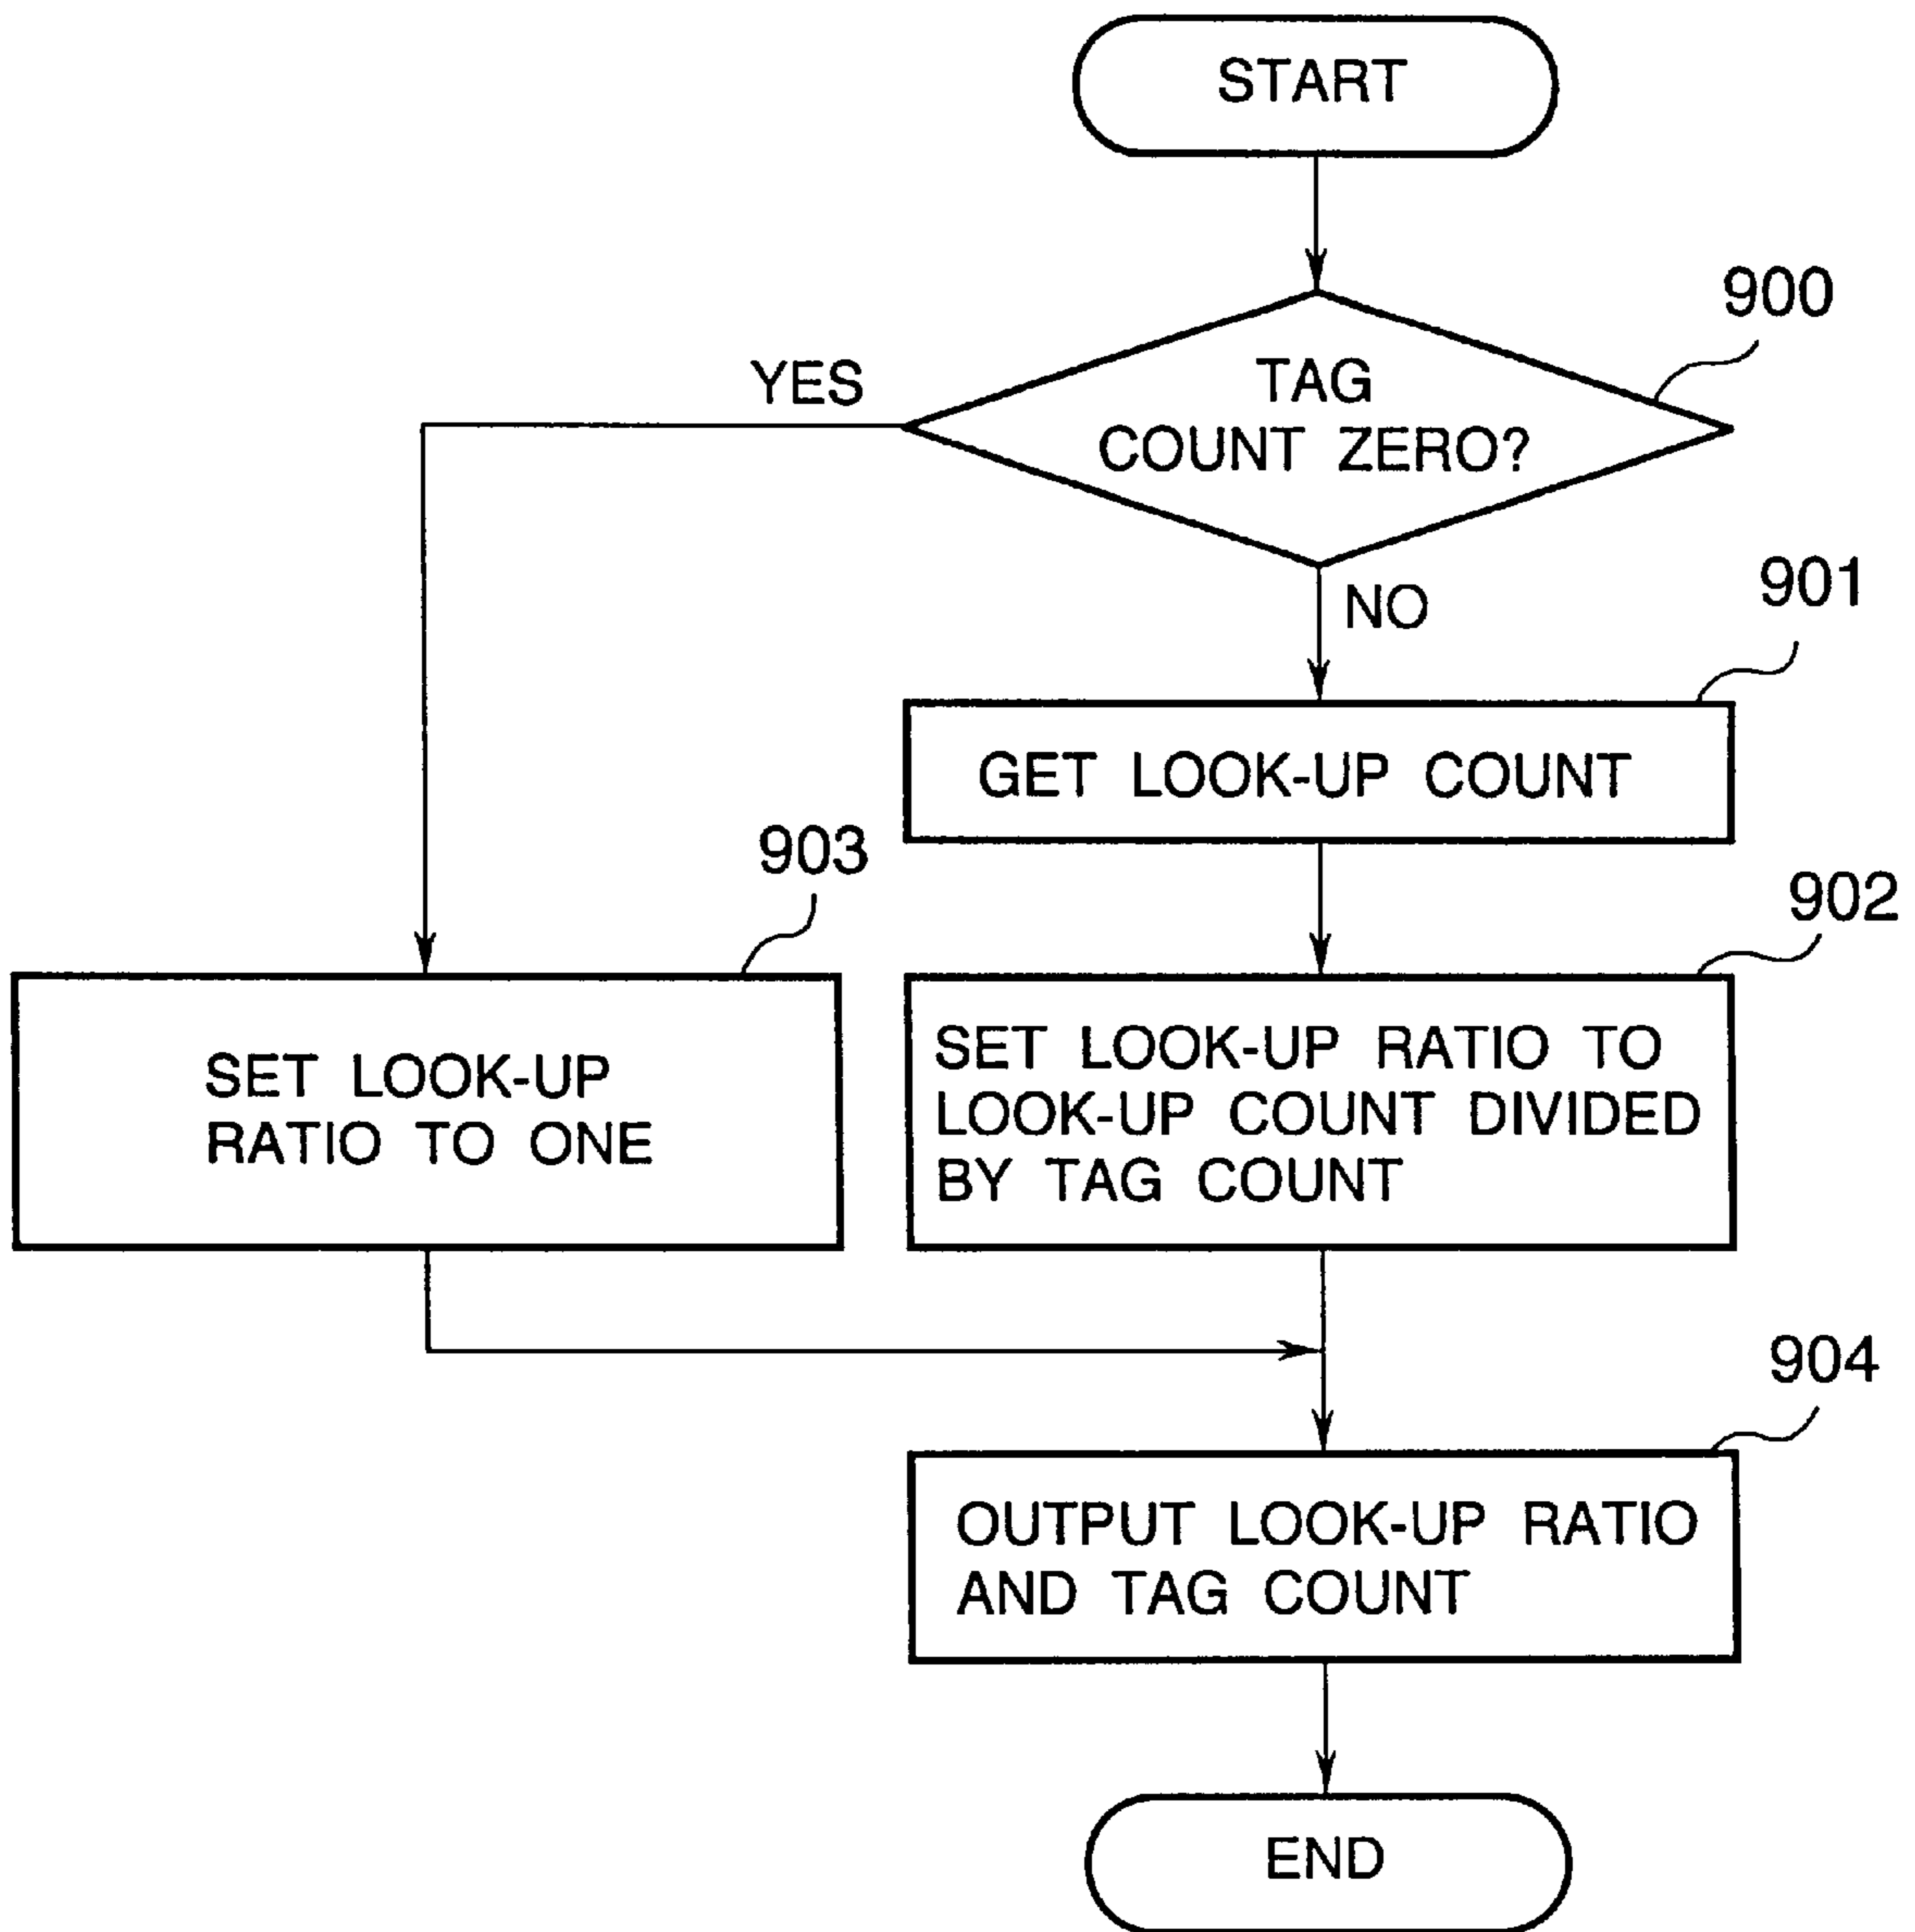 START
900
YES
TAG
COUNT ZERO?
NO
901
GET LOOK-UP COUNT
903
902
SET LOOK-UP
RATIO TO ONE
SET LOOK-UP RATIO TO
LOOK-UP COUNT DIVIDED
BY TAG COUNT
904
OUTPUT LOOK-UP RATIO
AND TAG COUNT
END